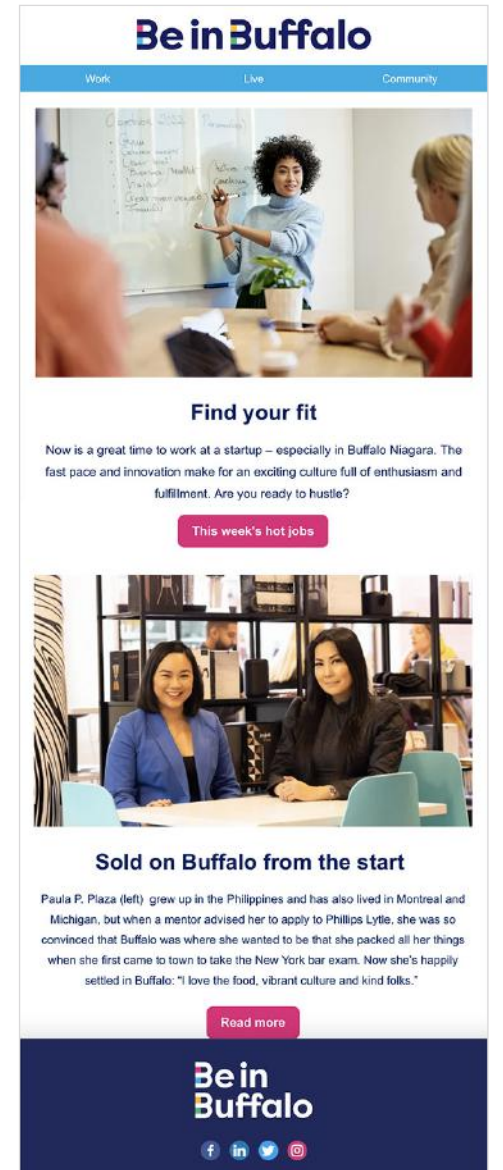 Be in Buffalo
Work Live Community
October 2022
Find your fit
Now is a great time to work at a startup – especially in Buffalo Niagara. The
fast pace and innovation make for an exciting culture full of enthusiasm and
fulfillment. Are you ready to hustle?
This week's hot jobs
Sold on Buffalo from the start
Paula P. Plaza (left) grew up in the Philippines and has also lived in Montreal and
Michigan, but when a mentor advised her to apply to Phillips Lytle, she was so
convinced that Buffalo was where she wanted to be that she packed all her things
when she first came to town to take the New York bar exam. Now she's happily
settled in Buffalo: “I love the food, vibrant culture and kind folks.”
Read more
Be in
Buffalo